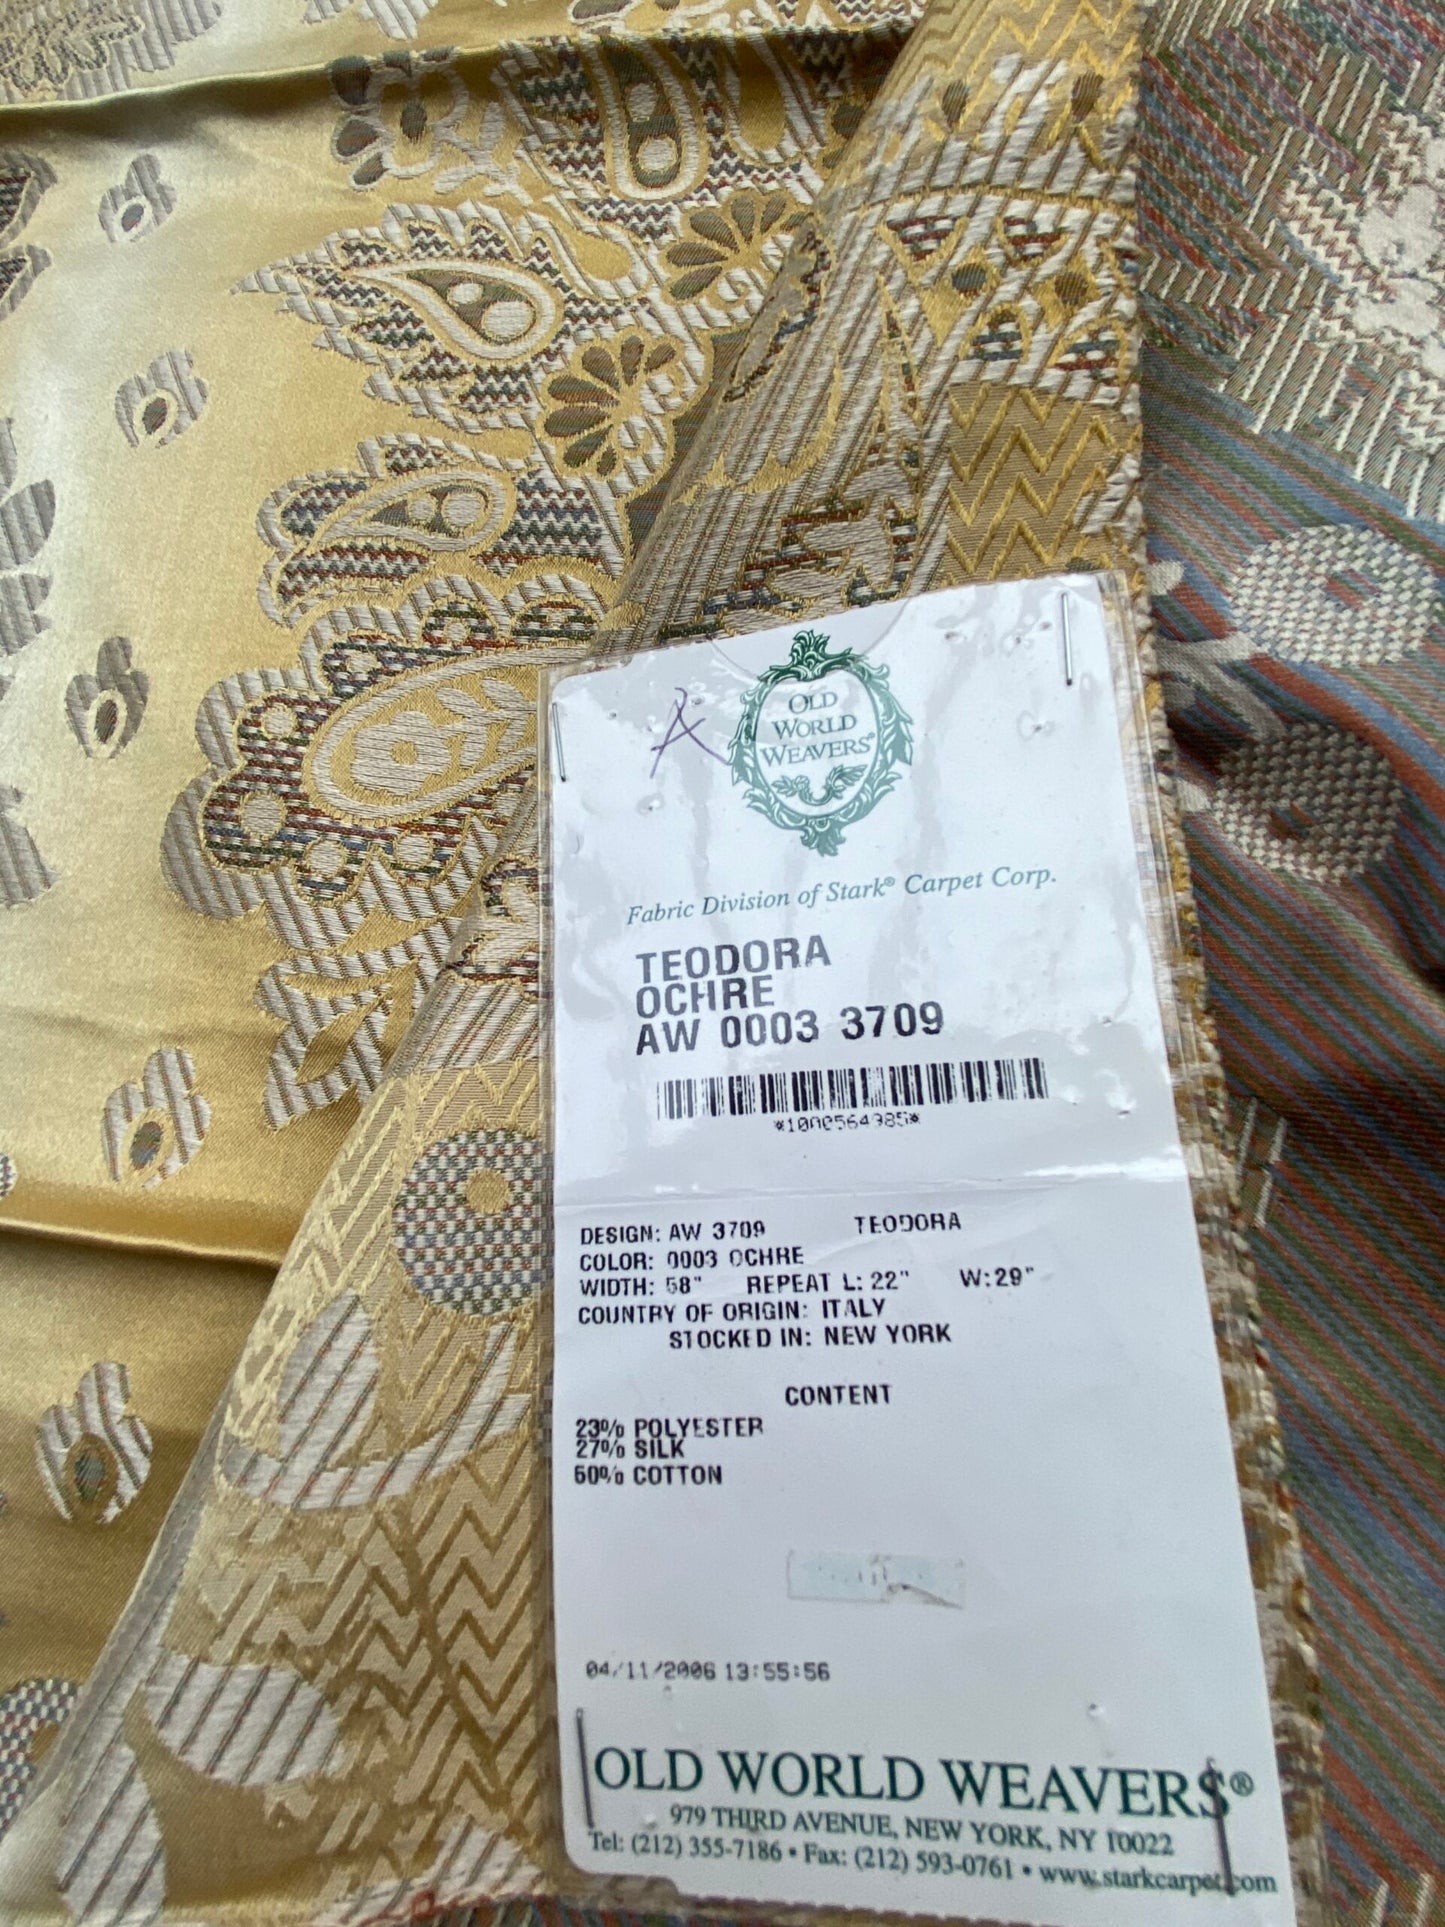 A
OLD
WORLD
WEAVERS®
Fabric Division of Stark® Carpet Corp.
TEODORA
OCHRE
AW 0003 3709
DESIGN: AW 3709 TEODORA
COLOR: 0003 OCHRE
WIDTH: 58" REPEAT L: 22" W:29"
COUNTRY OF ORIGIN: ITALY
STOCKED IN: NEW YORK
CONTENT
23% POLYESTER
27% SILK
50% COTTON
04/11/2006 13:55:56
OLD WORLD WEAVERS®
979 THIRD AVENUE, NEW YORK, NY 10022
Tel: (212) 355-7186 • Fax: (212) 593-0761 • www.starkcarpet.com